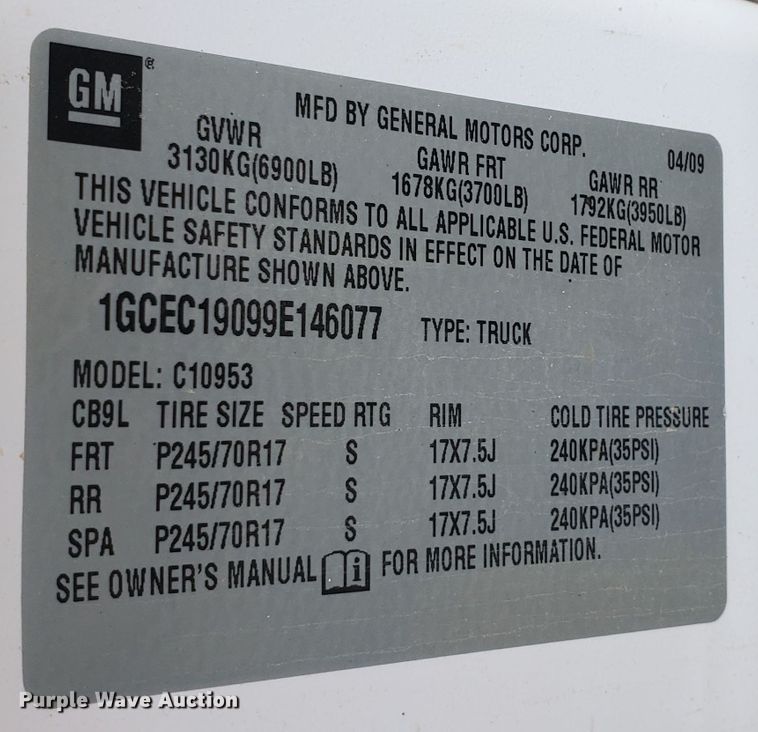 GM ®
MFD BY GENERAL MOTORS CORP. 04/09
GVWR GAWR FRT GAWR RR
3130KG(6900LB) 1678KG(3700LB) 1792KG(3950LB)
THIS VEHICLE CONFORMS TO ALL APPLICABLE U.S. FEDERAL MOTOR
VEHICLE SAFETY STANDARDS IN EFFECT ON THE DATE OF
MANUFACTURE SHOWN ABOVE.
1GCEC19099E146077 TYPE: TRUCK
MODEL: C10953
CB9L TIRE SIZE SPEED RTG RIM COLD TIRE PRESSURE
FRT P245/70R17 S 17X7.5J 240KPA(35PSI)
RR P245/70R17 S 17X7.5J 240KPA(35PSI)
SPA P245/70R17 S 17X7.5J 240KPA(35PSI)
SEE OWNER'S MANUAL i FOR MORE INFORMATION.
Purple Wave Auction